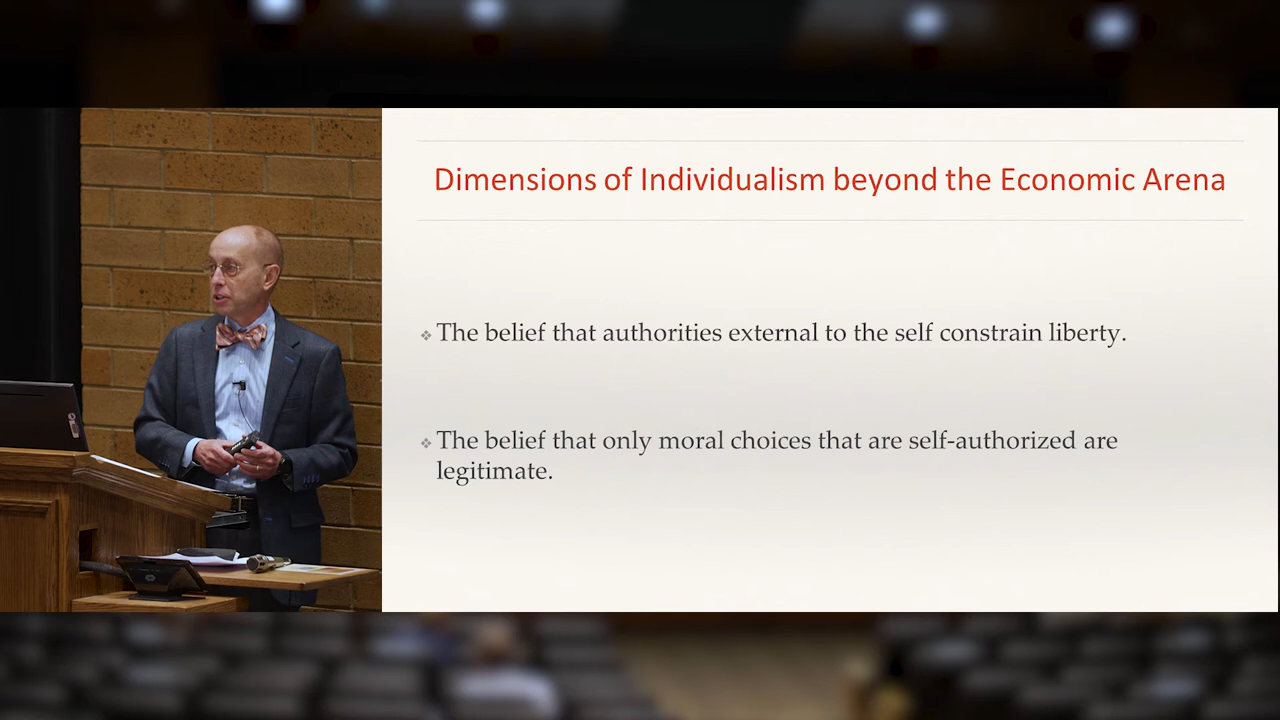 Dimensions of Individualism beyond the Economic Arena
The belief that authorities external to the self constrain liberty.
The belief that only moral choices that are self-authorized are
legitimate.